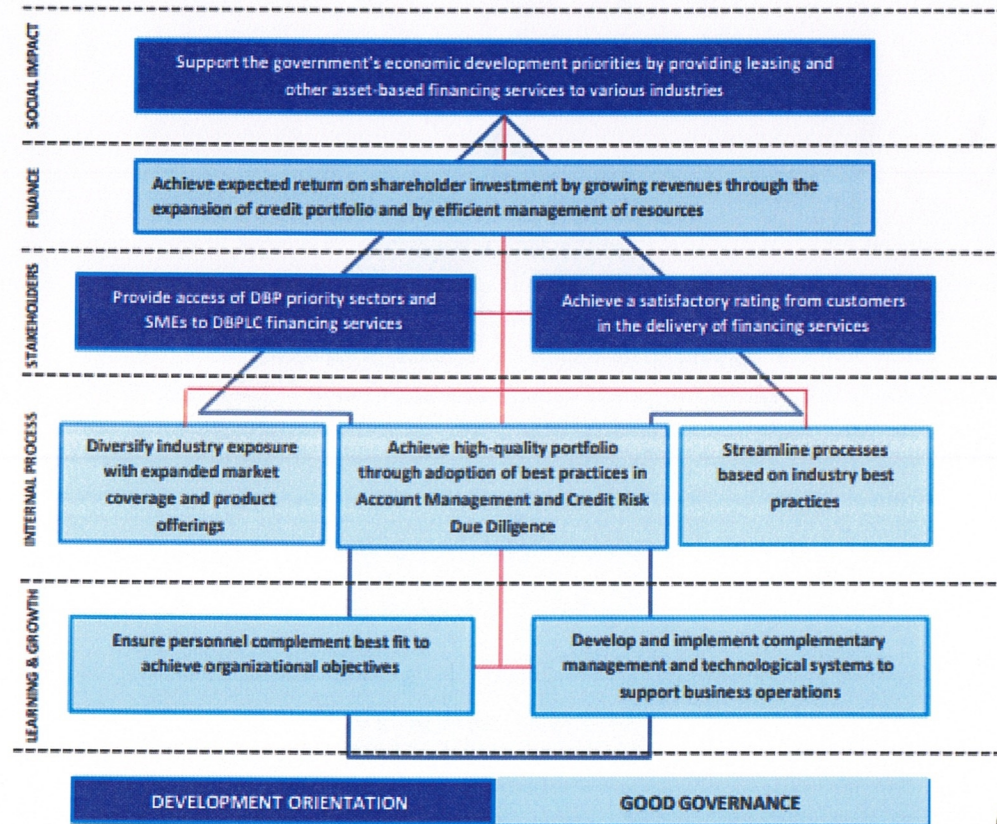 SOCIAL IMPACT
Support the government's economic development priorities by providing leasing and
other asset-based financing services to various industries
FINANCE
Achieve expected return on shareholder investment by growing revenues through the
expansion of credit portfolio and by efficient management of resources
STAKEHOLDERS
Provide access of DBP priority sectors and
SMEs to DBPLC financing services
Achieve a satisfactory rating from customers
in the delivery of financing services
INTERNAL PROCESS
Diversify industry exposure
with expanded market
coverage and product
offerings
Achieve high-quality portfolio
through adoption of best practices in
Account Management and Credit Risk
Due Diligence
Streamline processes
based on industry best
practices
LEARNING & GROWTH
Ensure personnel complement best fit to
achieve organizational objectives
Develop and implement complementary
management and technological systems to
support business operations
DEVELOPMENT ORIENTATION
GOOD GOVERNANCE